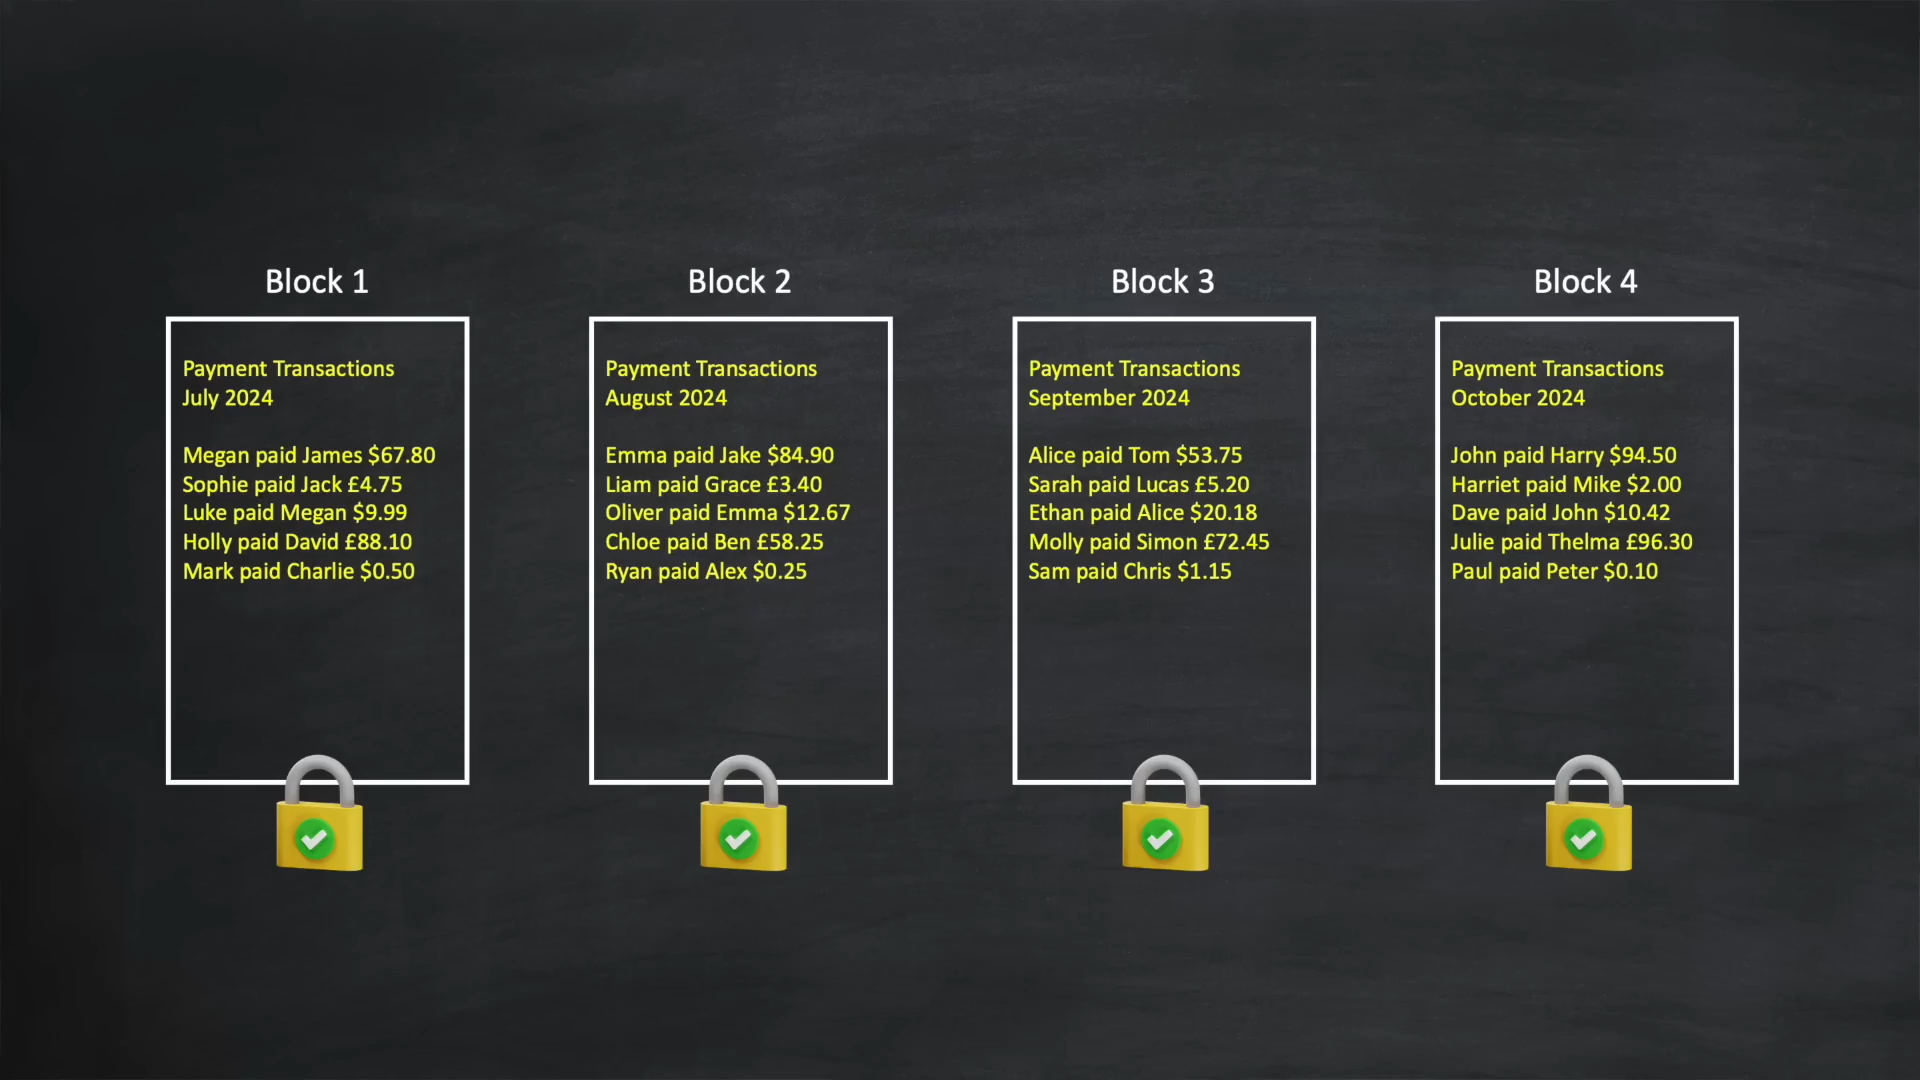 Block 1
Payment Transactions
July 2024
Megan paid James $67.80
Sophie paid Jack £4.75
Luke paid Megan $9.99
Holly paid David £88.10
Mark paid Charlie $0.50
Block 2
Payment Transactions
August 2024
Emma paid Jake $84.90
Liam paid Grace £3.40
Oliver paid Emma $12.67
Chloe paid Ben £58.25
Ryan paid Alex $0.25
Block 3
Payment Transactions
September 2024
Alice paid Tom $53.75
Sarah paid Lucas £5.20
Ethan paid Alice $20.18
Molly paid Simon £72.45
Sam paid Chris $1.15
Block 4
Payment Transactions
October 2024
John paid Harry $94.50
Harriet paid Mike $2.00
Dave paid John $10.42
Julie paid Thelma £96.30
Paul paid Peter $0.10